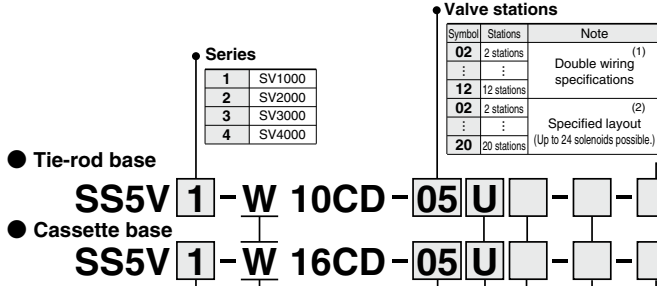 Valve stations
Symbol Stations Note
02 2 stations (1)
⋮ ⋮ Double wiring specifications
12 12 stations
02 2 stations (2)
⋮ ⋮ Specified layout
20 20 stations (Up to 24 solenoids possible.)
Series
1 SV1000
2 SV2000
3 SV3000
4 SV4000
● Tie-rod base
SS5V 1 - W 10CD - 05 U - -
● Cassette base
SS5V 1 - W 16CD - 05 U - -